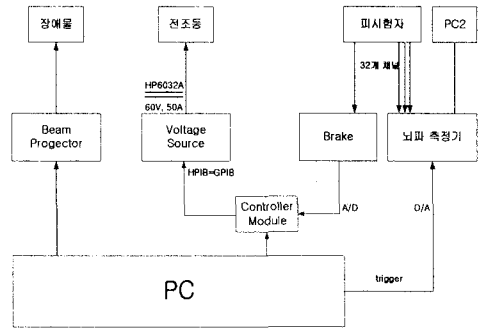 장애물
전조등
피시험자
PC2
HP6032A
60V, 50A
32개 채널
Beam
Progector
Voltage
Source
Brake
뇌파 측정기
HPIB=GPIB
A/D
D/A
Controller
Module
PC
trigger